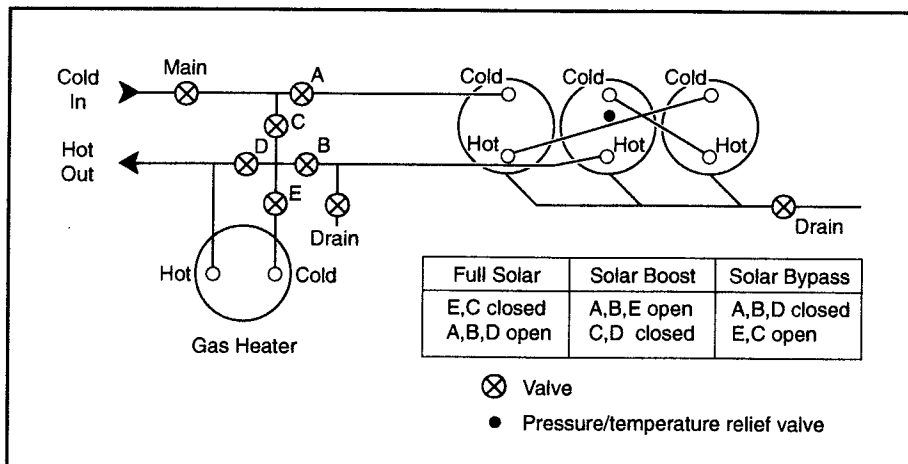 Main
A
Cold
In
Cold
Cold
Cold
C
Hot
Out
D
B
Hot
Hot
Hot
E
Drain
Drain
Hot
Cold
Gas Heater
Full Solar
Solar Boost
Solar Bypass
E,C closed
A,B,E open
A,B,D closed
A,B,D open
C,D closed
E,C open
Valve
Pressure/temperature relief valve